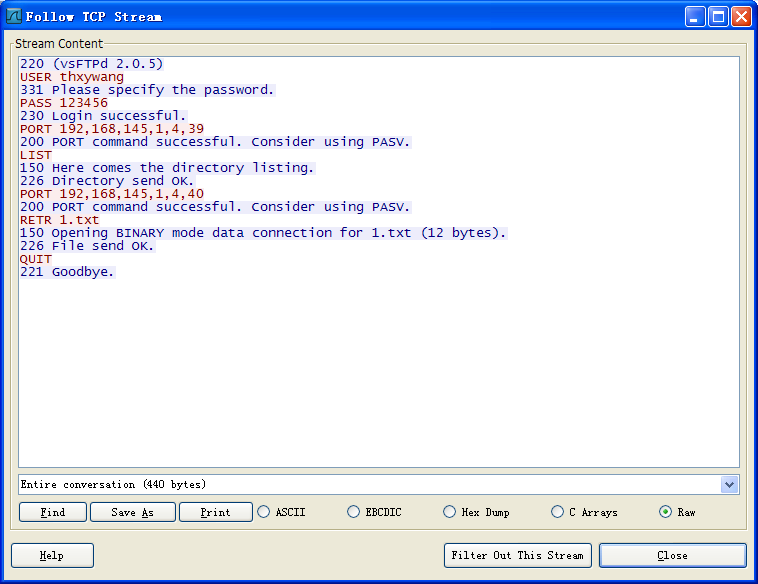 Follow TCP Stream
Stream Content
220 (vsFTPd 2.0.5)
USER thxywang
331 Please specify the password.
PASS 123456
230 Login successful.
PORT 192,168,145,1,4,39
200 PORT command successful. Consider using PASV.
LIST
150 Here comes the directory listing.
226 Directory send OK.
PORT 192,168,145,1,4,40
200 PORT command successful. Consider using PASV.
RETR 1.txt
150 Opening BINARY mode data connection for 1.txt (12 bytes).
226 File send OK.
QUIT
221 Goodbye.
Entire conversation (440 bytes)
Find Save As Print ASCII EBCDIC Hex Dump C Arrays Raw
Help Filter Out This Stream Close